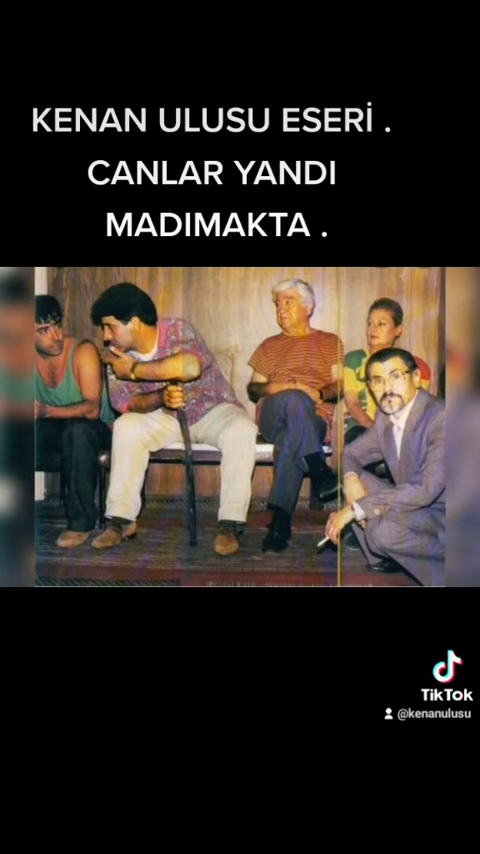 KENAN ULUSU ESERİ .
CANLAR YANDI
MADIMAKTA .
TikTok
@kenanulusu